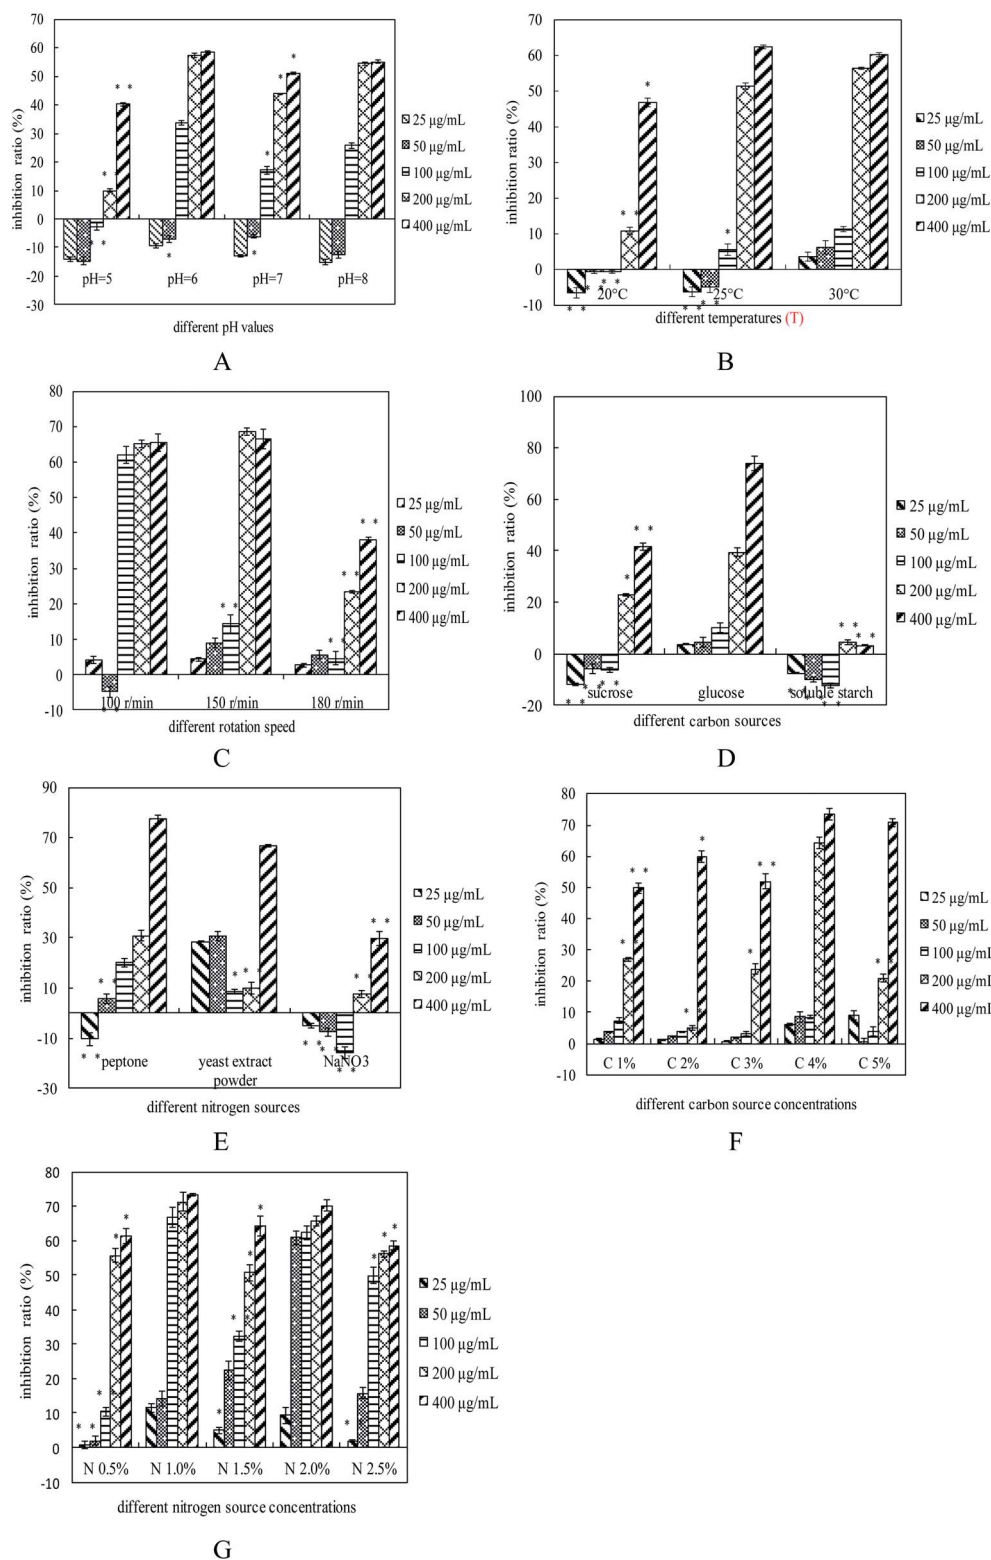 70
60
50
40
30
20
10
0
-10
-20
-30
inhibition ratio (%)
* *
* *
* *
*
*
*
*
*
*
pH=5 pH=6 pH=7 pH=8
different pH values
25 μg/mL
50 μg/mL
100 μg/mL
200 μg/mL
400 μg/mL
A
70
60
50
40
30
20
10
0
-10
inhibition ratio (%)
20°C 25°C 30°C
different temperatures (T)
25 μg/mL
50 μg/mL
100 μg/mL
200 μg/mL
400 μg/mL
B
80
70
60
50
40
30
20
10
0
-10
inhibition ratio (%)
100 r/min 150 r/min 180 r/min
different rotation speed
25 μg/mL
50 μg/mL
100 μg/mL
200 μg/mL
400 μg/mL
C
100
80
60
40
20
0
-20
inhibition ratio (%)
sucrose glucose soluble starch
different carbon sources
25 μg/mL
50 μg/mL
100 μg/mL
200 μg/mL
400 μg/mL
D
90
70
50
30
10
-10
-30
inhibition ratio (%)
peptone yeast extract powder NaNO3
different nitrogen sources
25 μg/mL
50 μg/mL
100 μg/mL
200 μg/mL
400 μg/mL
E
80
70
60
50
40
30
20
10
0
-10
inhibition ratio (%)
C 1% C 2% C 3% C 4% C 5%
different carbon source concentrations
25 μg/mL
50 μg/mL
100 μg/mI
200 μg/mI
400 μg/mI
F
80
70
60
50
40
30
20
10
0
-10
inhibition ratio (%)
N 0.5% N 1.0% N 1.5% N 2.0% N 2.5%
different nitrogen source concentrations
25 μg/mL
50 μg/mL
100 μg/mL
200 μg/mL
400 μg/mL
G